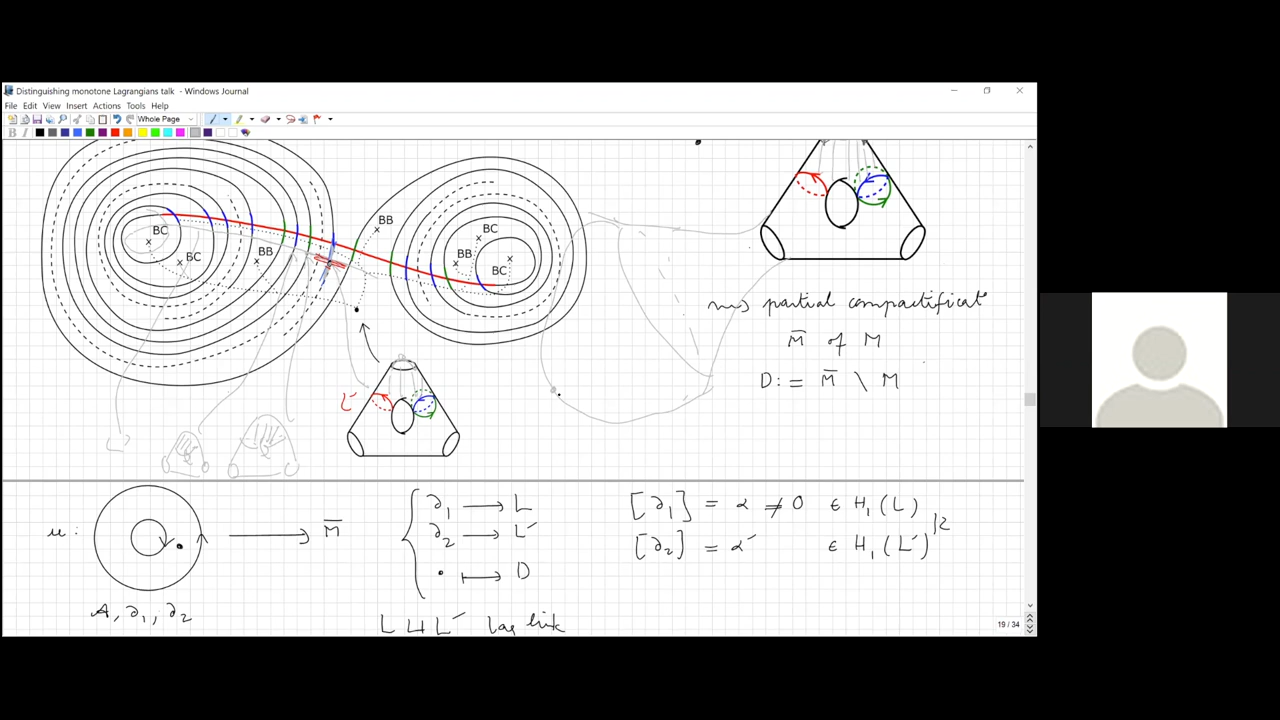 Distinguishing monotone Lagrangians talk - Windows Journal
File Edit View Insert Actions Tools Help
Whole Page
B i
BC
BC
BB
BB
BC
BB
BC
L'
partial compactificat
M̄ of M
D := M̄ \ M
u:
A, ∂₁, ∂₂
M̄
∂₁ → L
∂₂ → L'
• ↦ D
L ⊔ L' Lag link
[∂₁] = α ≠ 0 ∈ H₁(L)
[∂₂] = α' ∈ H₁(L')
19 / 34